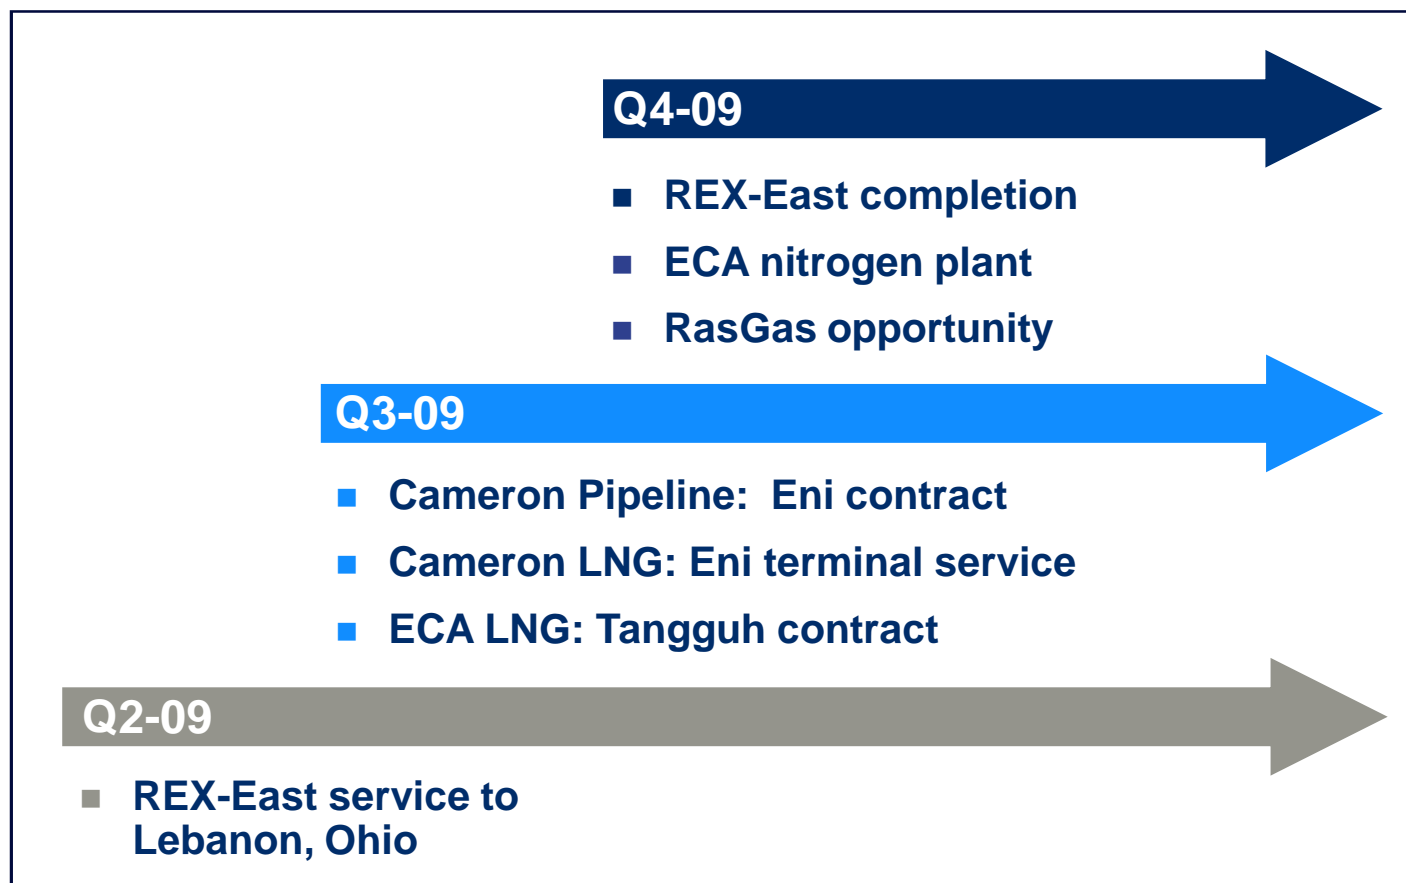 Q4-09
REX-East completion
ECA nitrogen plant
RasGas opportunity
Q3-09
Cameron Pipeline:  Eni contract
Cameron LNG: Eni terminal service
ECA LNG: Tangguh contract
Q2-09
REX-East service to
Lebanon, Ohio